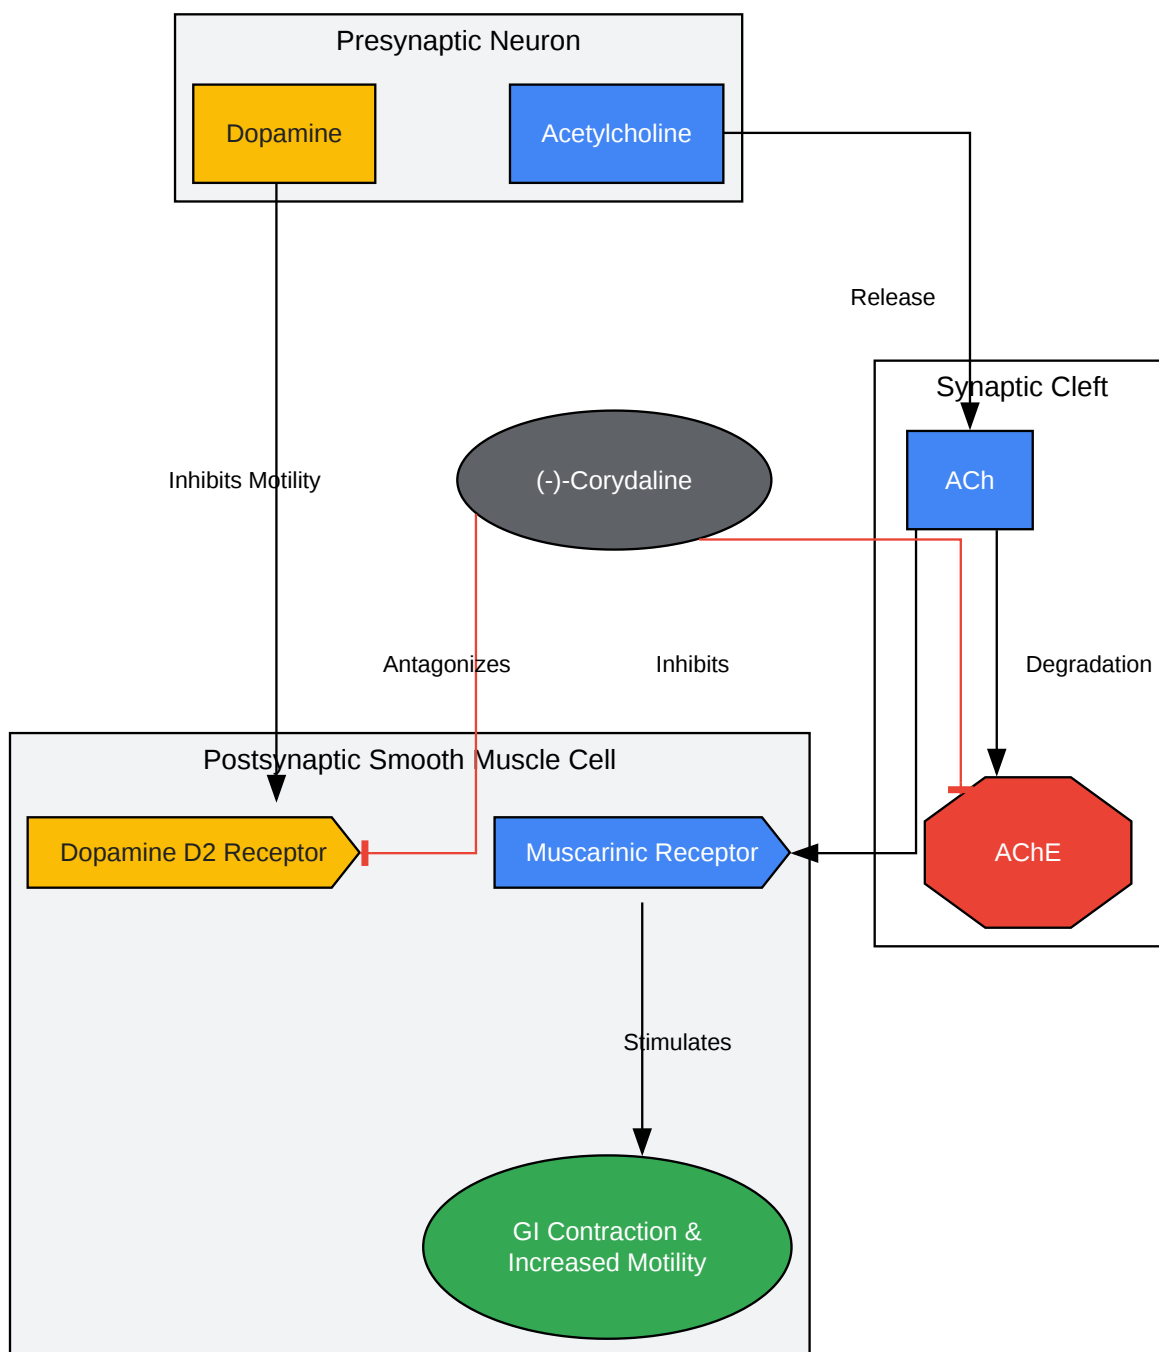 Presynaptic Neuron
Dopamine
Acetylcholine
Release
Synaptic Cleft
Inhibits Motility
(-)-Corydaline
ACh
Antagonizes
Inhibits
Degradation
Postsynaptic Smooth Muscle Cell
Dopamine D2 Receptor
Muscarinic Receptor
AChE
Stimulates
GI Contraction &
Increased Motility